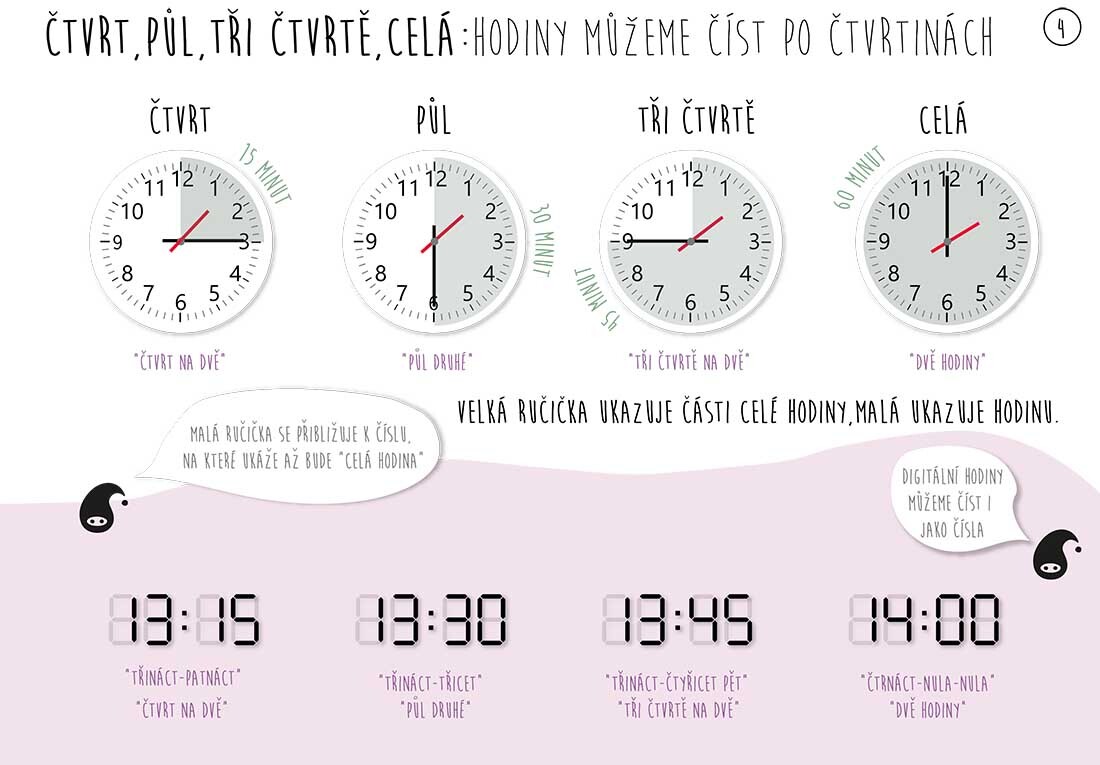 ČTVRT,PŮL,TŘI ČTVRTĚ,CELÁ:HODINY MŮŽEME ČÍST PO ČTVRTINÁCH
4
ČTVRT
PŮL
TŘI ČTVRTĚ
CELÁ
12
1
2
3
4
5
6
7
8
9
10
11
15 MINUT
12
1
2
3
4
5
6
7
8
9
10
11
30 MINUT
12
1
2
3
4
5
6
7
8
9
10
11
45 MINUT
12
1
2
3
4
5
6
7
8
9
10
11
60 MINUT
"ČTVRT NA DVĚ"
"PŮL DRUHÉ"
"TŘI ČTVRTĚ NA DVĚ"
"DVĚ HODINY"
VELKÁ RUČIČKA UKAZUJE ČÁSTI CELÉ HODINY,MALÁ UKAZUJE HODINU.
MALÁ RUČIČKA SE PŘIBLIŽUJE K ČÍSLU,
NA KTERÉ UKÁŽE AŽ BUDE "CELÁ HODINA"
DIGITÁLNÍ HODINY
MŮŽEME ČÍST I
JAKO ČÍSLA
13:15
13:30
13:45
14:00
"TŘINÁCT-PATNÁCT"
"ČTVRT NA DVĚ"
"TŘINÁCT-TŘICET"
"PŮL DRUHÉ"
"TŘINÁCT-ČTYŘICET PĚT"
"TŘI ČTVRTĚ NA DVĚ"
"ČTRNÁCT-NULA-NULA"
"DVĚ HODINY"